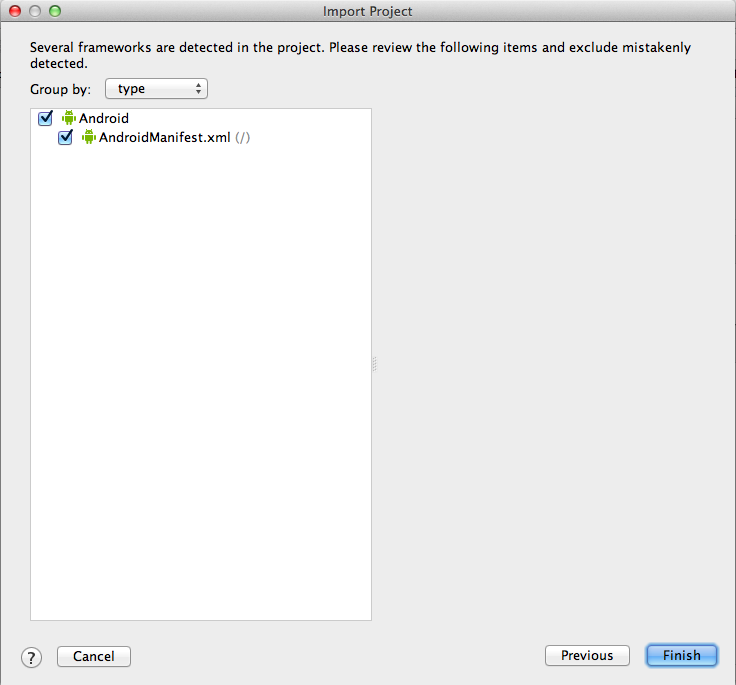 Import Project
Several frameworks are detected in the project. Please review the following items and exclude mistakenly
detected.
Group by: type
Android
AndroidManifest.xml (/)
? Cancel Previous Finish